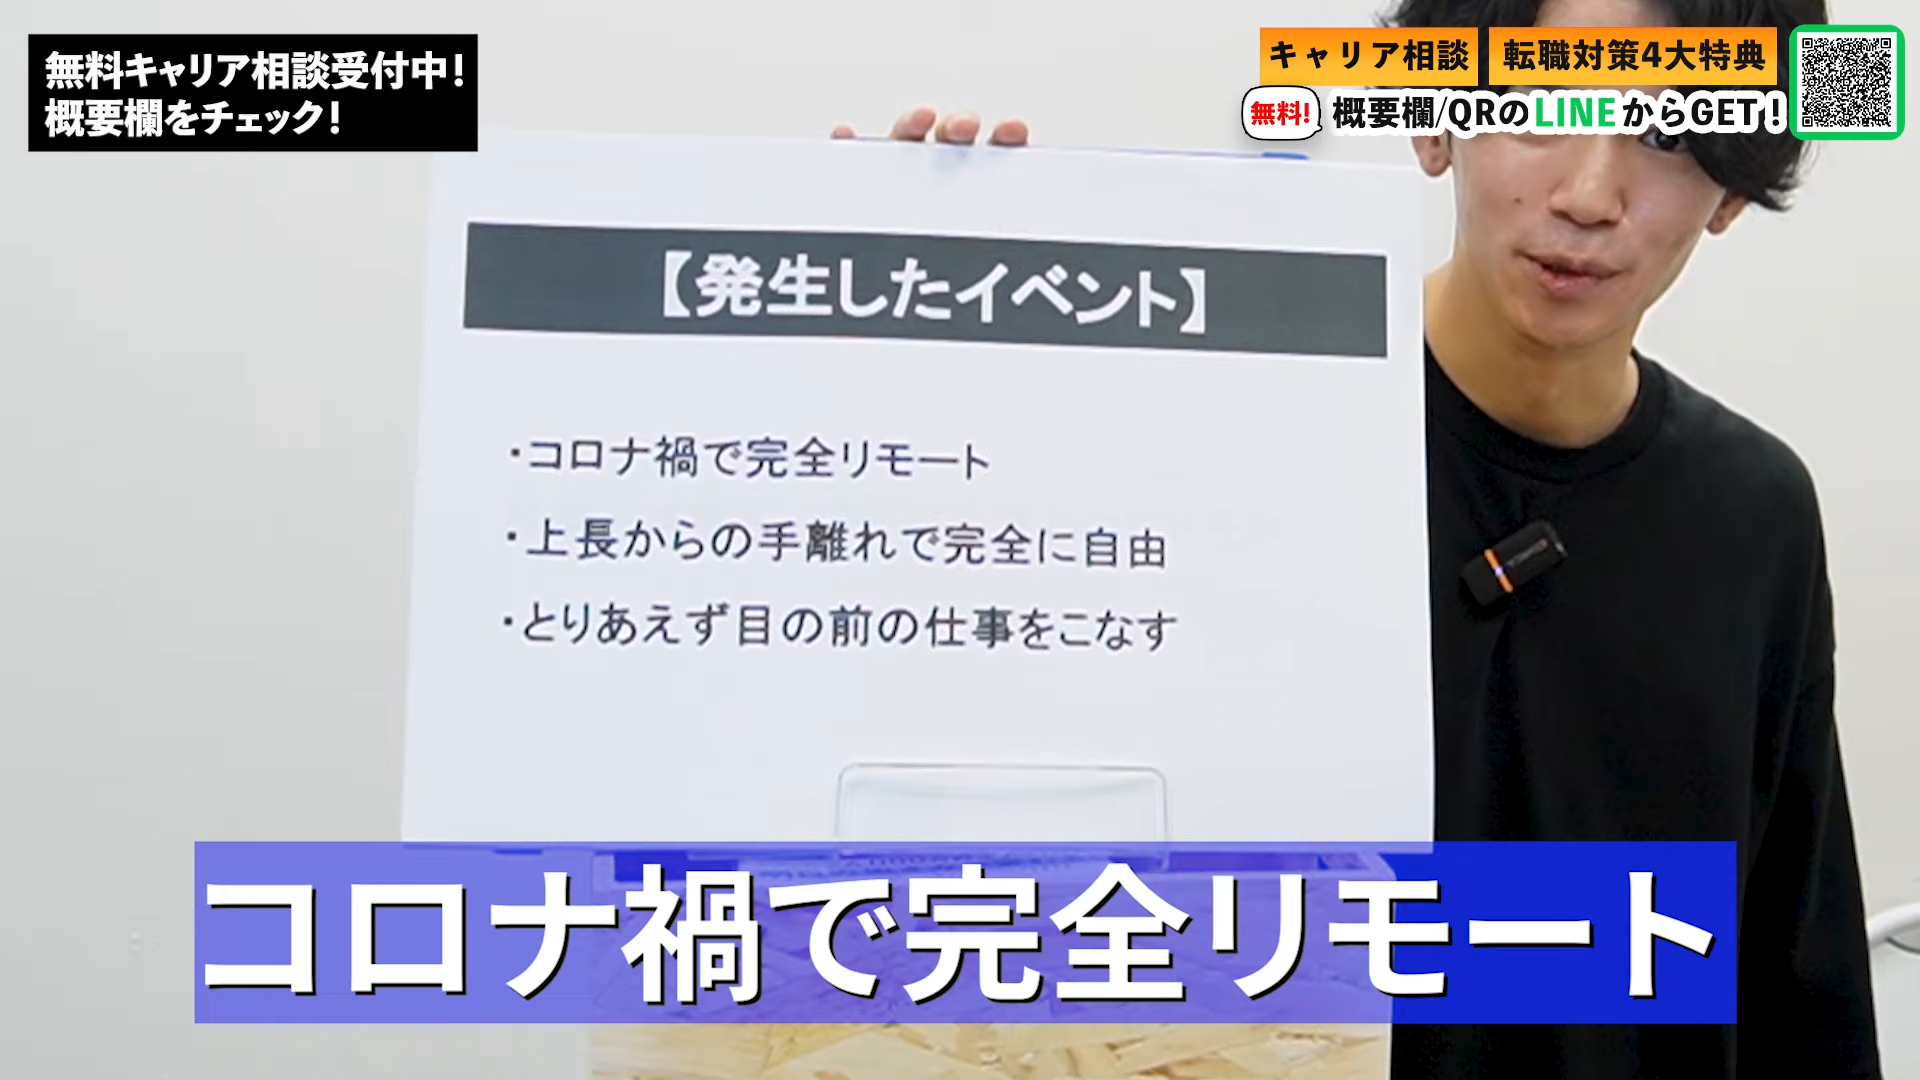 無料キャリア相談受付中!
概要欄をチェック!
キャリア相談
転職対策4大特典
無料!
概要欄/QRのLINEからGET!
【発生したイベント】
・コロナ禍で完全リモート
・上長からの手離れで完全に自由
・とりあえず目の前の仕事をこなす
コロナ禍で完全リモート